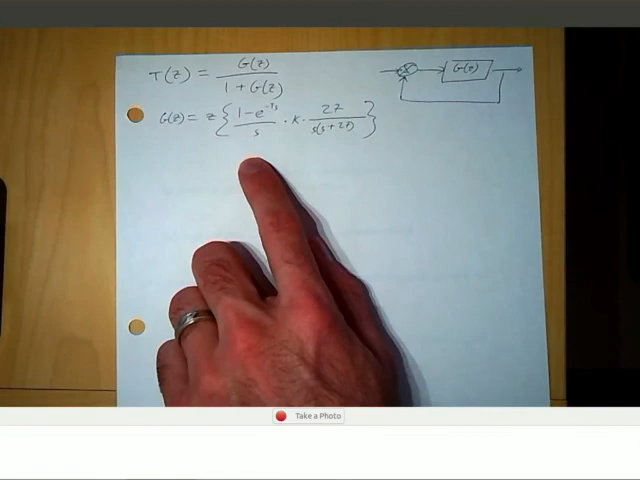 T(z) = G(z) / 1 + G(z)
G(z)
G(z) = z { 1-e^-Ts / s · K · 27 / s(s+27) }
Take a Photo